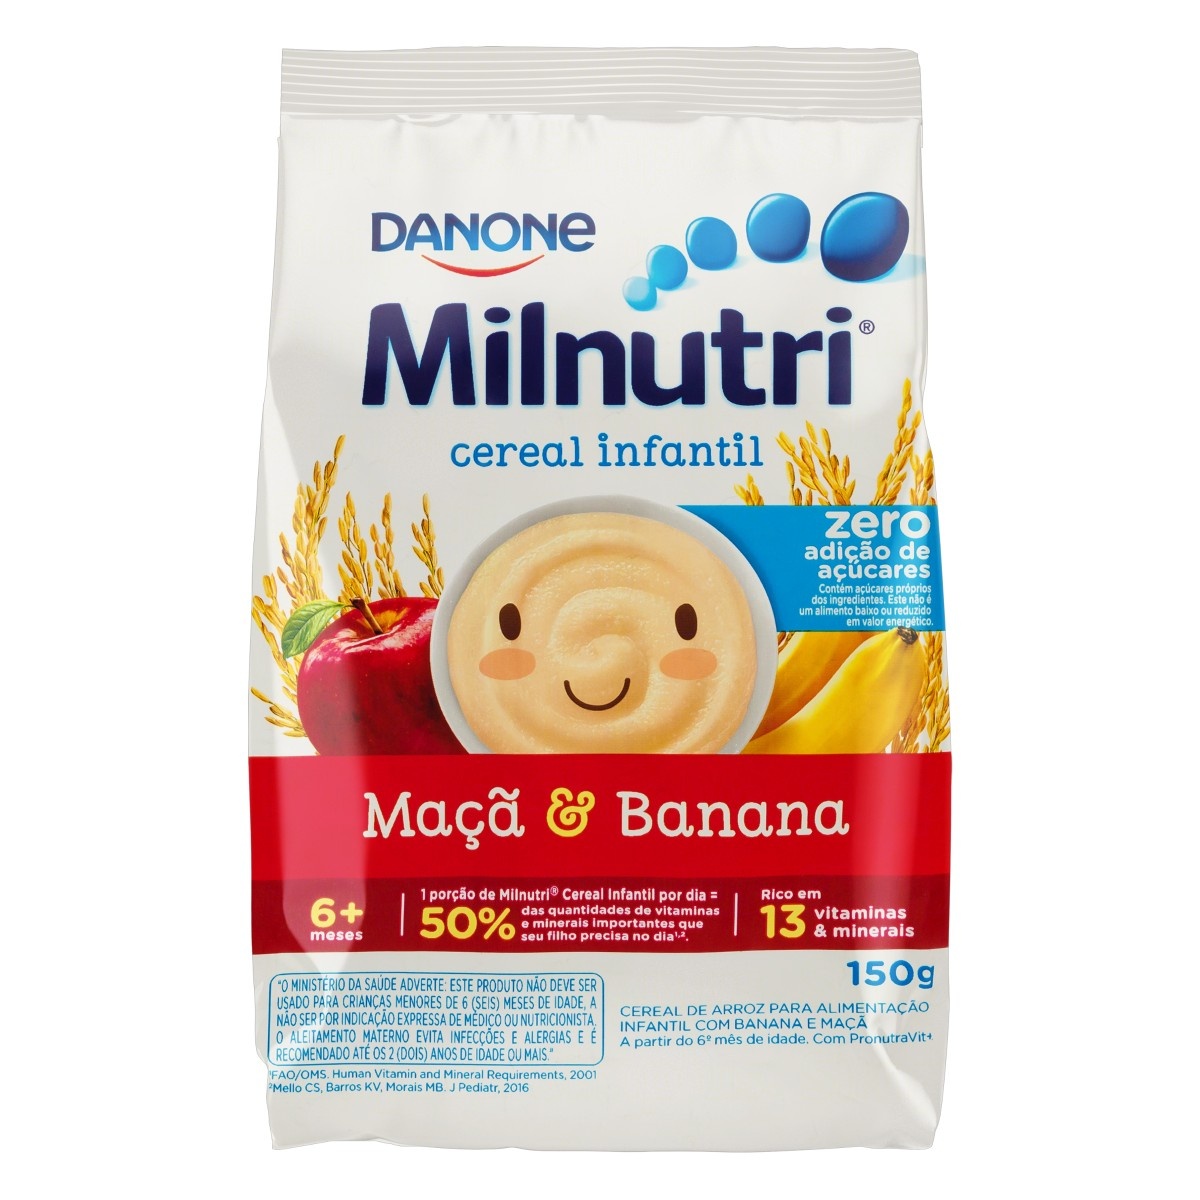 DANONE
Milnutri®
cereal infantil
zero
adição de
açúcares
Contém açúcares próprios
dos ingredientes. Este não é
um alimento baixo ou reduzido
em valor energético.
Maçã & Banana
6+
meses
1 porção de Milnutri® Cereal Infantil por dia =
50% das quantidades de vitaminas
e minerais importantes que
seu filho precisa no dia¹,².
Rico em
13 vitaminas
& minerais
150g
"O MINISTÉRIO DA SAÚDE ADVERTE: ESTE PRODUTO NÃO DEVE SER
USADO PARA CRIANÇAS MENORES DE 6 (SEIS) MESES DE IDADE, A
NÃO SER POR INDICAÇÃO EXPRESSA DE MÉDICO OU NUTRICIONISTA.
O ALEITAMENTO MATERNO EVITA INFECÇÕES E ALERGIAS E É
RECOMENDADO ATÉ OS 2 (DOIS) ANOS DE IDADE OU MAIS."
¹FAO/OMS. Human Vitamin and Mineral Requirements, 2001
²Mello CS, Barros KV, Morais MB. J Pediatr, 2016
CEREAL DE ARROZ PARA ALIMENTAÇÃO
INFANTIL COM BANANA E MAÇÃ
A partir do 6º mês de idade. Com PronutraVit+